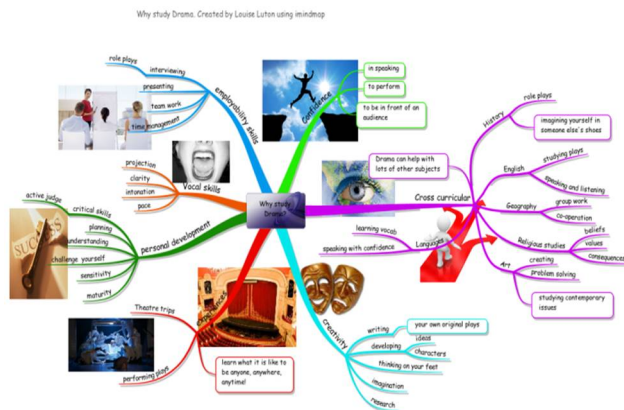 Why study Drama. Created by Louise Luton using imindmap
Why study
Drama?
Confidence
in speaking
to perform
to be in front of an
audience
Cross curricular
Drama can help with
lots of other subjects
History
role plays
imagining yourself in
someone else's shoes
English
studying plays
speaking and listening
Geography
group work
co-operation
Religious studies
beliefs
values
consequences
Art
creating
problem solving
studying contemporary
issues
Languages
learning vocab
speaking with confidence
creativity
writing
your own original plays
developing
ideas
characters
thinking on your feet
imagination
research
Theatre trips
performing plays
learn what it is like to
be anyone, anywhere,
anytime!
personal development
critical skills
active judge
planning
understanding
challenge yourself
sensitivity
maturity
Vocal skills
projection
clarity
intonation
pace
employability skills
interviewing
role plays
presenting
team work
time management